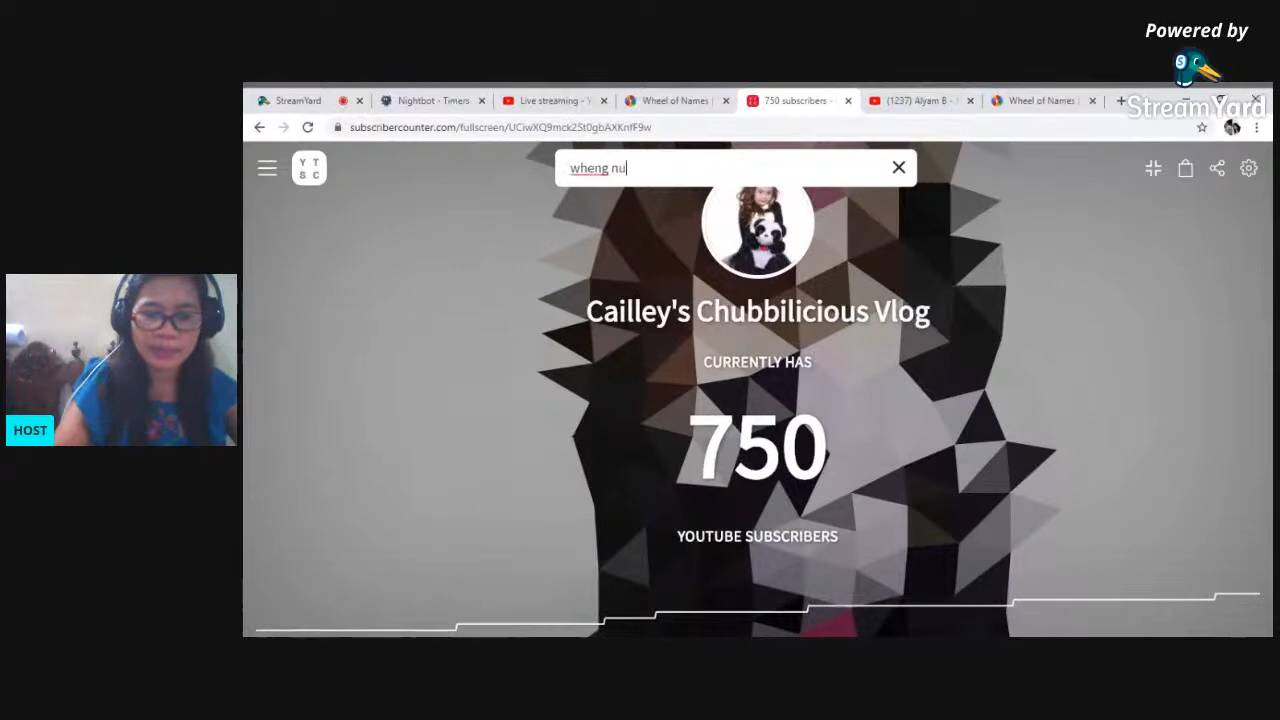 Powered by
StreamYard
StreamYard
Nightbot - Timers
Live streaming - Y
Wheel of Names |
750 subscribers -
(1237) Alyam B -
Wheel of Names |
subscribercounter.com/fullscreen/UCiwXQ9mck2St0gbAXKnfF9w
Y T
S C
wheng nu
Cailley's Chubbilicious Vlog
CURRENTLY HAS
750
YOUTUBE SUBSCRIBERS
HOST